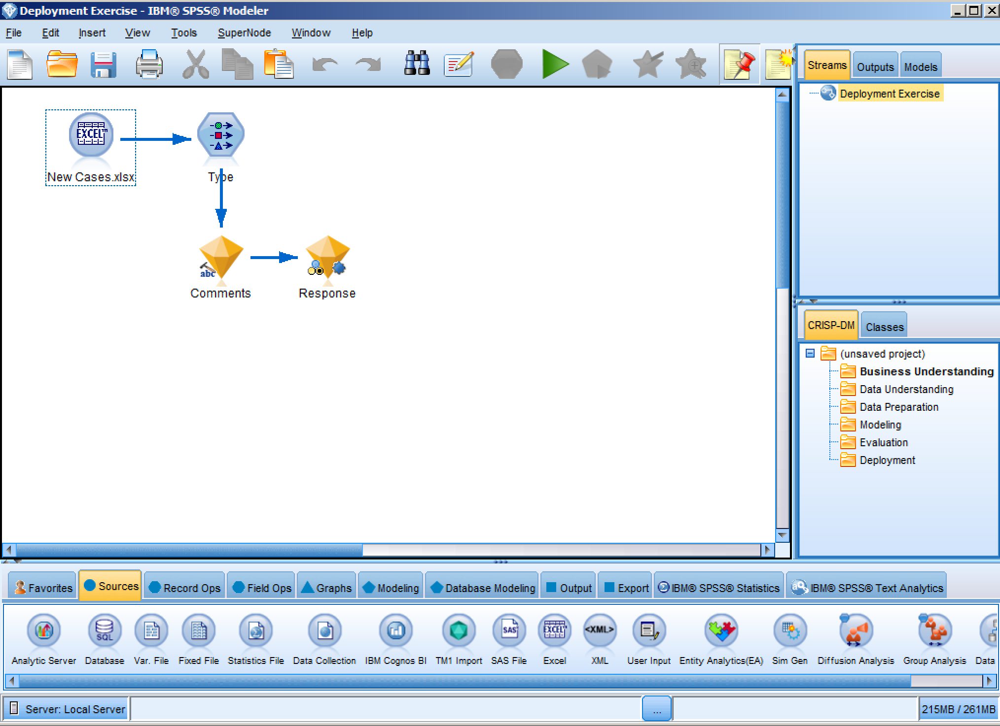 Deployment Exercise - IBM® SPSS® Modeler
File Edit Insert View Tools SuperNode Window Help
Streams Outputs Models
Deployment Exercise
EXCEL™
New Cases.xlsx
Type
abc
Comments
Response
CRISP-DM Classes
(unsaved project)
Business Understanding
Data Understanding
Data Preparation
Modeling
Evaluation
Deployment
Favorites Sources Record Ops Field Ops Graphs Modeling Database Modeling Output Export IBM® SPSS® Statistics IBM® SPSS® Text Analytics
SQL SAS EXCEL™ <XML>
Analytic Server Database Var. File Fixed File Statistics File Data Collection IBM Cognos BI TM1 Import SAS File Excel XML User Input Entity Analytics(EA) Sim Gen Diffusion Analysis Group Analysis Data
Server: Local Server ... 215MB / 261MB